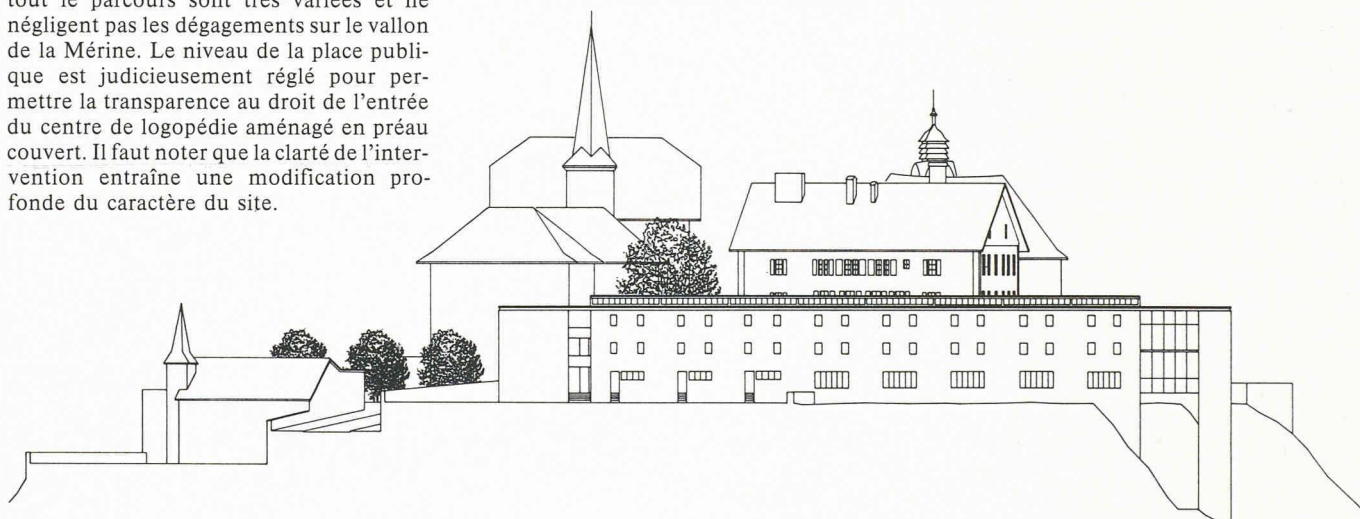 tout le parcours sont très variées et ne
négligent pas les dégagements sur le vallon
de la Mérine. Le niveau de la place publi-
que est judicieusement réglé pour per-
mettre la transparence au droit de l'entrée
du centre de logopédie aménagé en préau
couvert. Il faut noter que la clarté de l'inter-
vention entraîne une modification pro-
fonde du caractère du site.